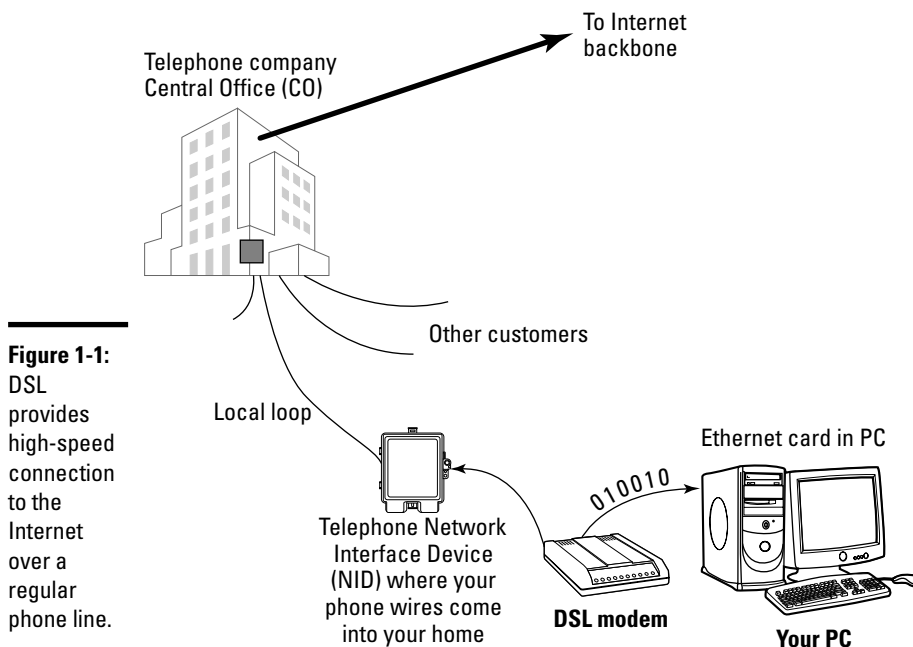 To Internet
backbone
Telephone company
Central Office (CO)
Other customers
Figure 1-1:
DSL
provides
high-speed
connection
to the
Internet
over a
regular
phone line.
Local loop
Ethernet card in PC
010010
Telephone Network
Interface Device
(NID) where your
phone wires come
into your home
DSL modem
Your PC